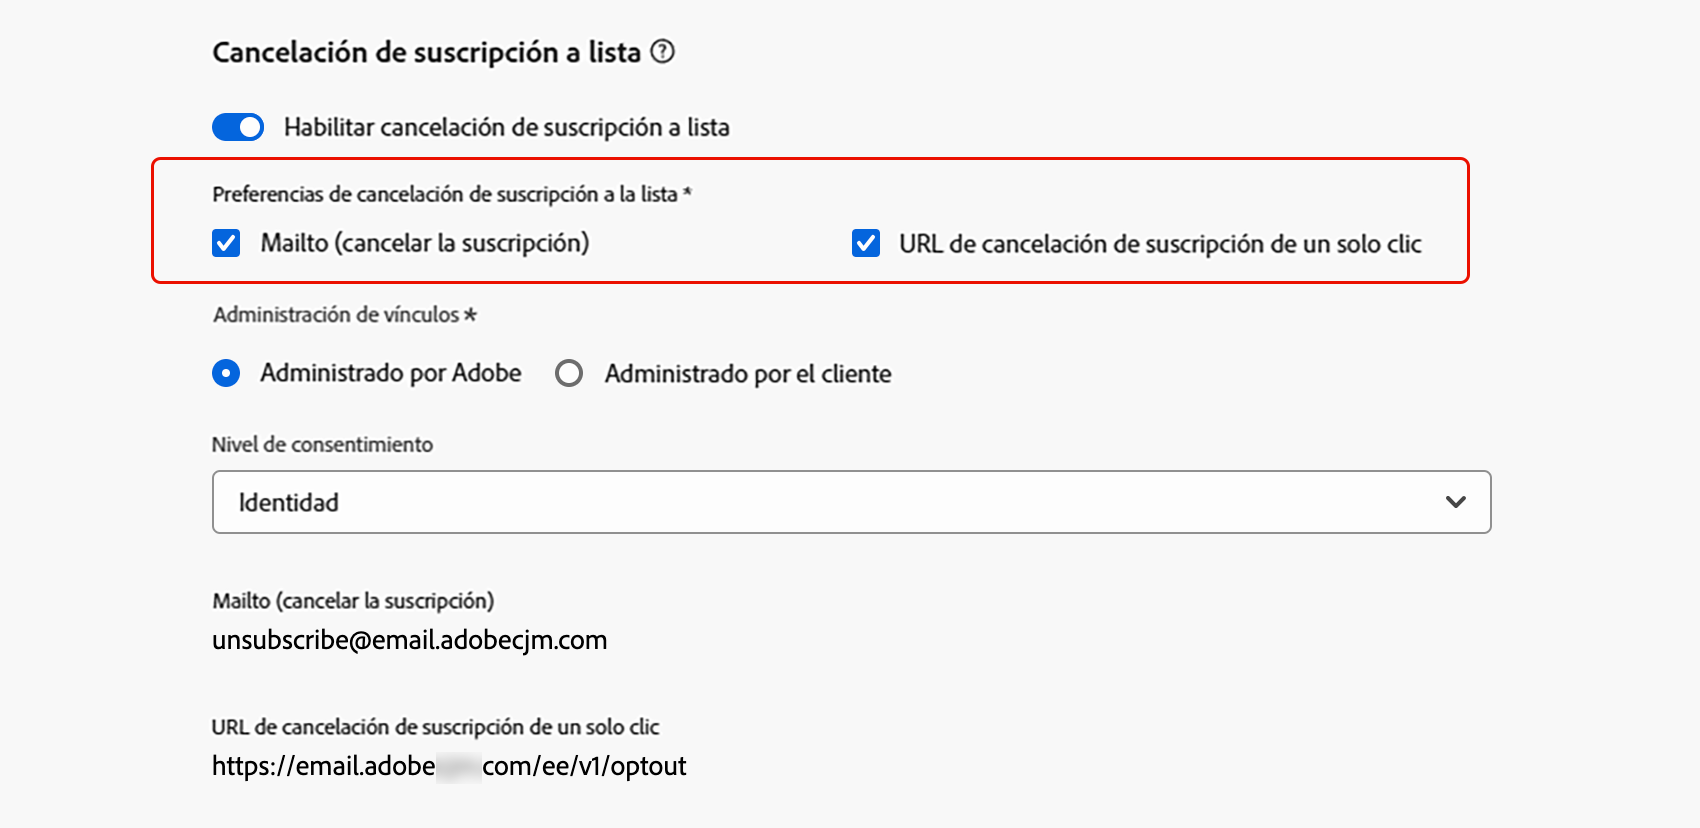 Cancelación de suscripción a lista ?
Habilitar cancelación de suscripción a lista
Preferencias de cancelación de suscripción a la lista *
Mailto (cancelar la suscripción) URL de cancelación de suscripción de un solo clic
Administración de vínculos *
Administrado por Adobe Administrado por el cliente
Nivel de consentimiento
Identidad
Mailto (cancelar la suscripción)
unsubscribe@email.adobecjm.com
URL de cancelación de suscripción de un solo clic
https://email.adobe com/ee/v1/optout